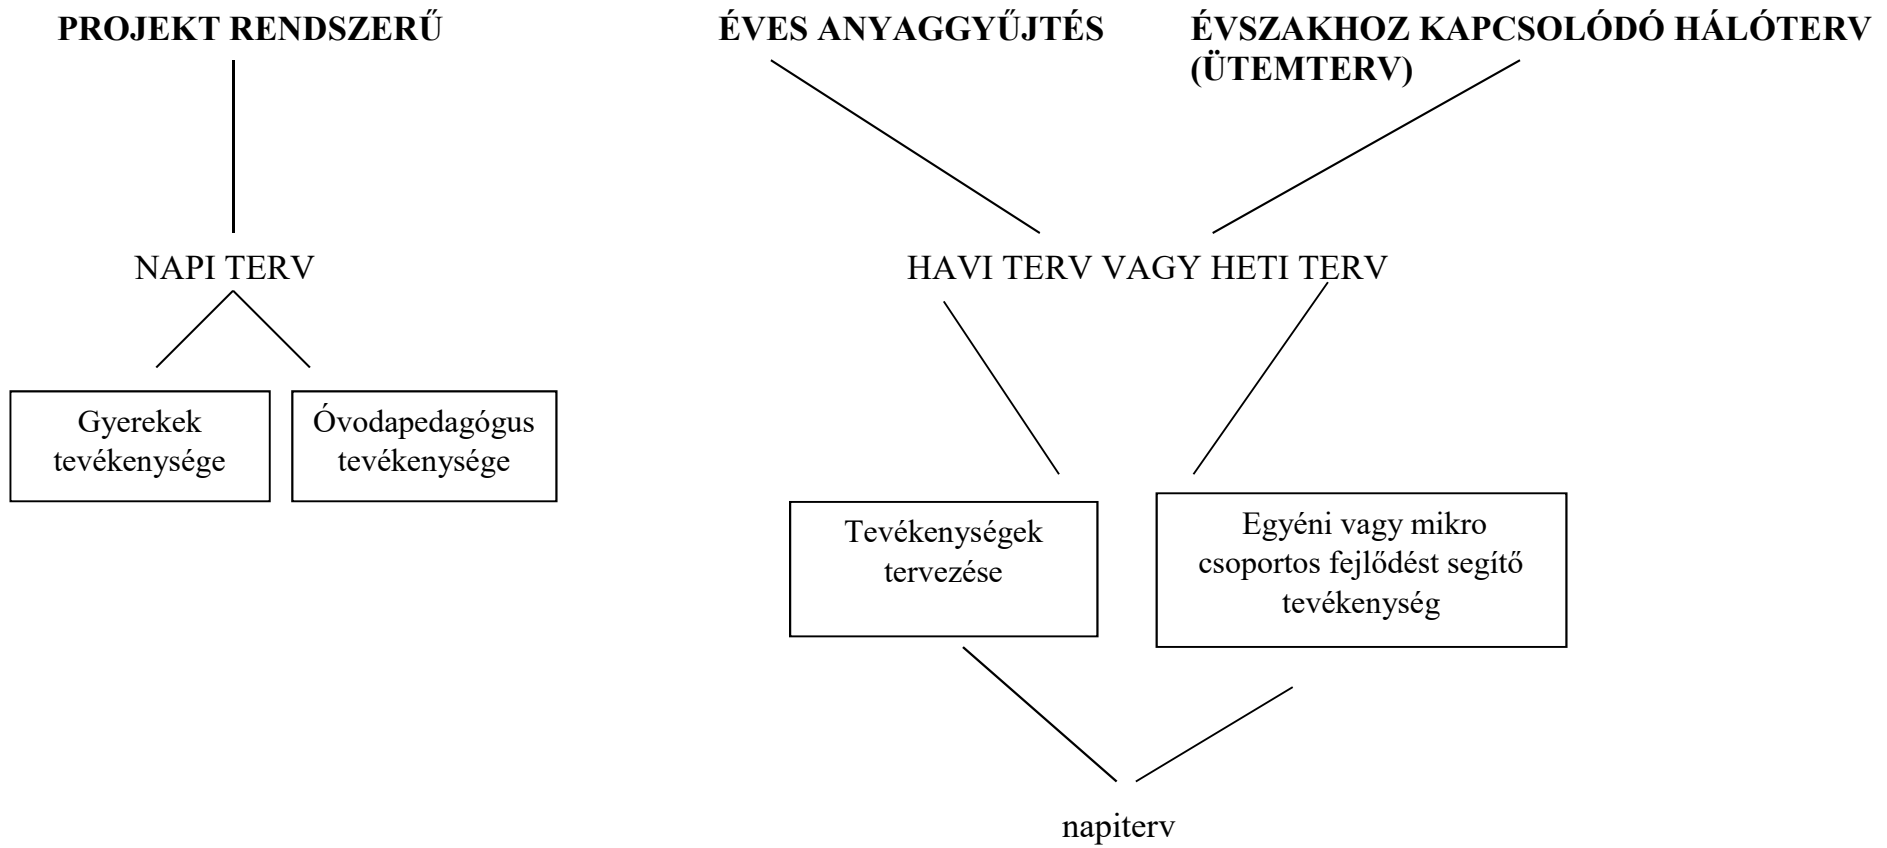 PROJEKT RENDSZERŰ
ÉVES ANYAGGYŰJTÉS
ÉVSZAKHOZ KAPCSOLÓDÓ HÁLÓTERV
(ÜTEMTERV)
NAPI TERV
HAVI TERV VAGY HETI TERV
Gyerekek
tevékenysége
Óvodapedagógus
tevékenysége
Tevékenységek
tervezése
Egyéni vagy mikro
csoportos fejlődést segítő
tevékenység
napiterv